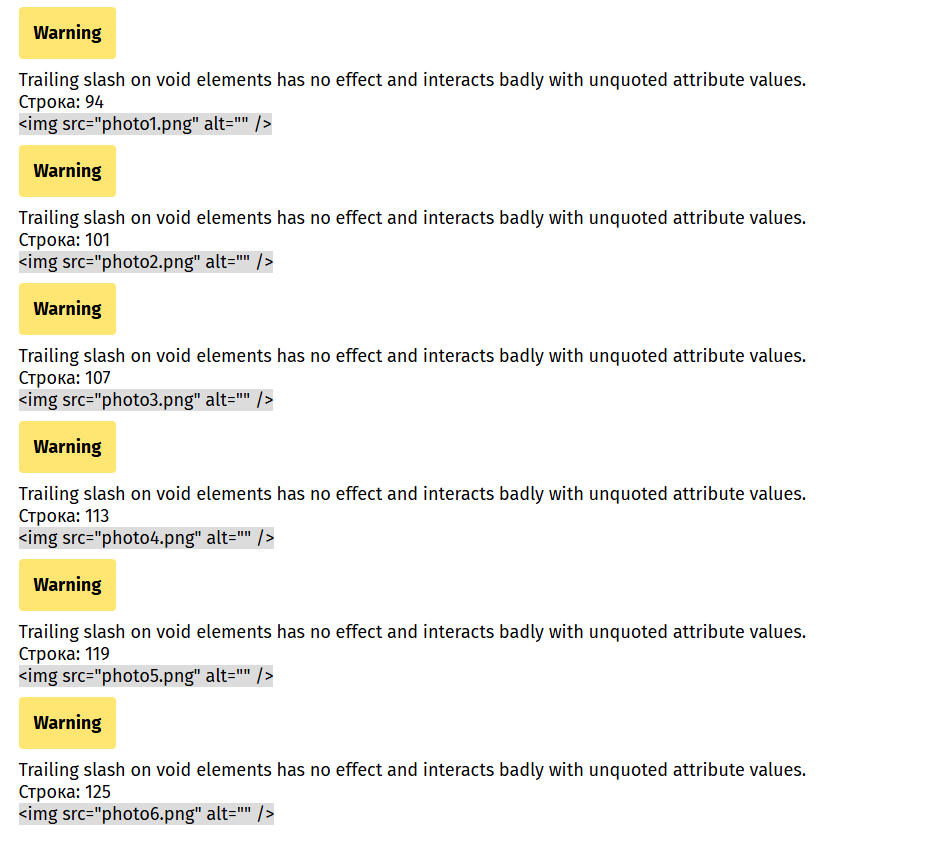 Warning
Trailing slash on void elements has no effect and interacts badly with unquoted attribute values.
Строка: 94
<img src="photo1.png" alt="" />
Warning
Trailing slash on void elements has no effect and interacts badly with unquoted attribute values.
Строка: 101
<img src="photo2.png" alt="" />
Warning
Trailing slash on void elements has no effect and interacts badly with unquoted attribute values.
Строка: 107
<img src="photo3.png" alt="" />
Warning
Trailing slash on void elements has no effect and interacts badly with unquoted attribute values.
Строка: 113
<img src="photo4.png" alt="" />
Warning
Trailing slash on void elements has no effect and interacts badly with unquoted attribute values.
Строка: 119
<img src="photo5.png" alt="" />
Warning
Trailing slash on void elements has no effect and interacts badly with unquoted attribute values.
Строка: 125
<img src="photo6.png" alt="" />